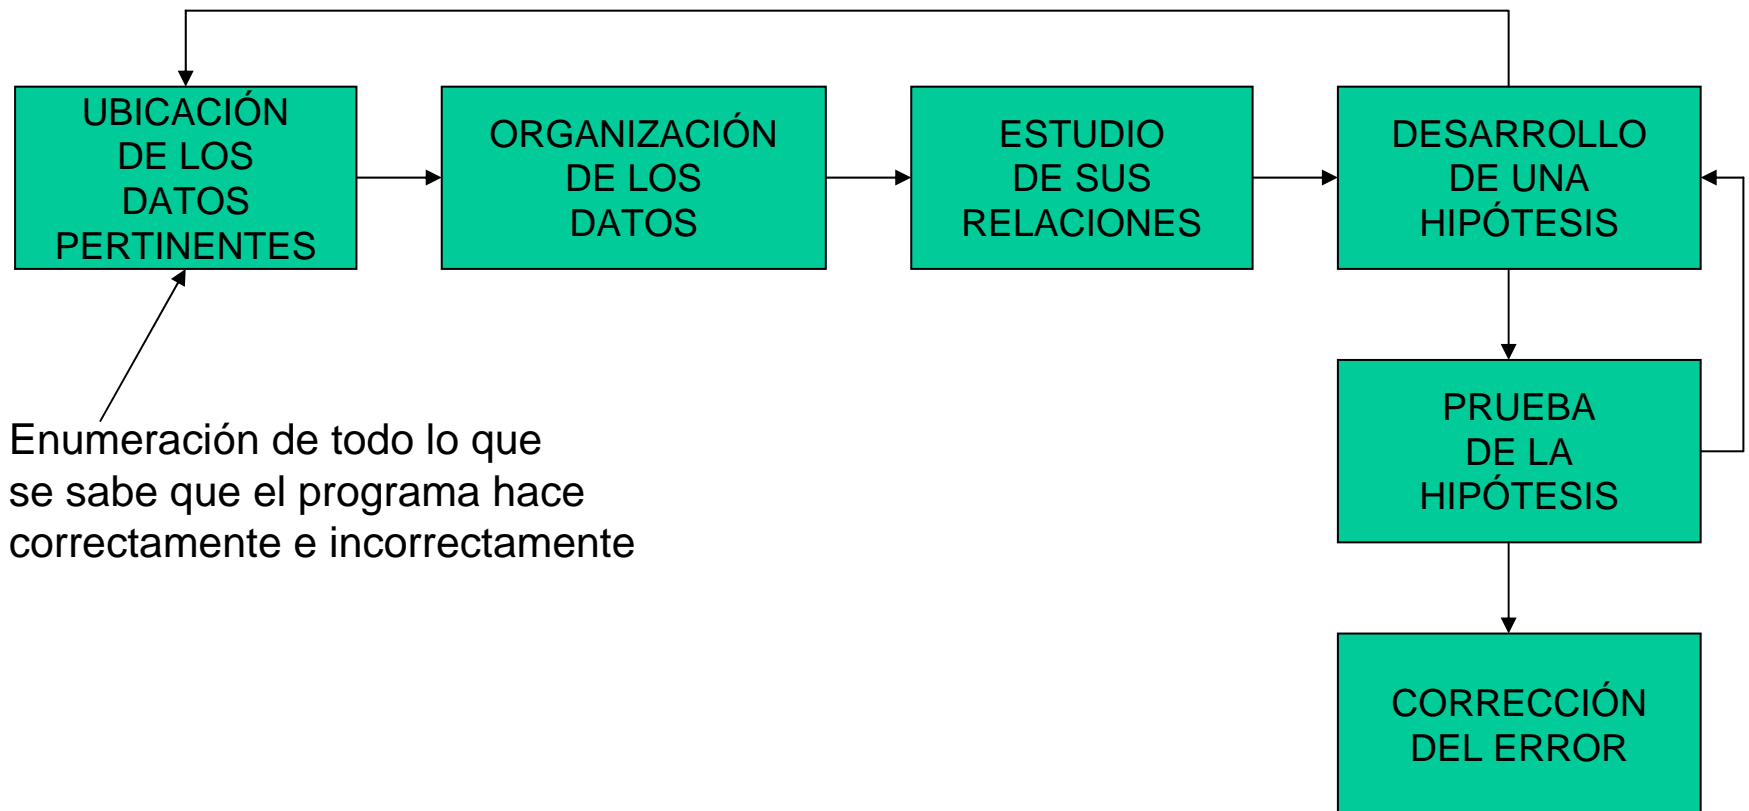 UBICACIÓN
DE LOS
DATOS
PERTINENTES
ORGANIZACIÓN
DE LOS
DATOS
ESTUDIO
DE SUS
RELACIONES
DESARROLLO
DE UNA
HIPÓTESIS
PRUEBA
DE LA
HIPÓTESIS
Enumeración de todo lo que
se sabe que el programa hace
correctamente e incorrectamente
CORRECCIÓN
DEL ERROR